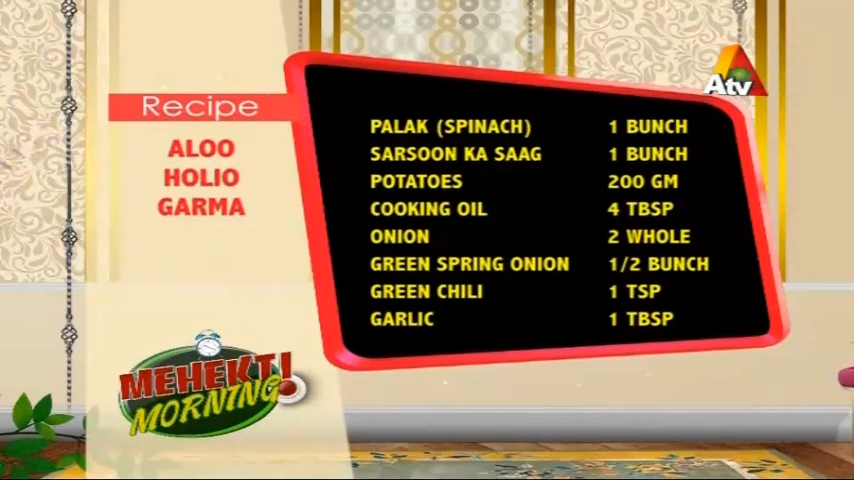 Atv
Recipe
ALOO
HOLIO
GARMA
PALAK (SPINACH) 1 BUNCH
SARSOON KA SAAG 1 BUNCH
POTATOES 200 GM
COOKING OIL 4 TBSP
ONION 2 WHOLE
GREEN SPRING ONION 1/2 BUNCH
GREEN CHILI 1 TSP
GARLIC 1 TBSP
MEHEKTI
MORNING